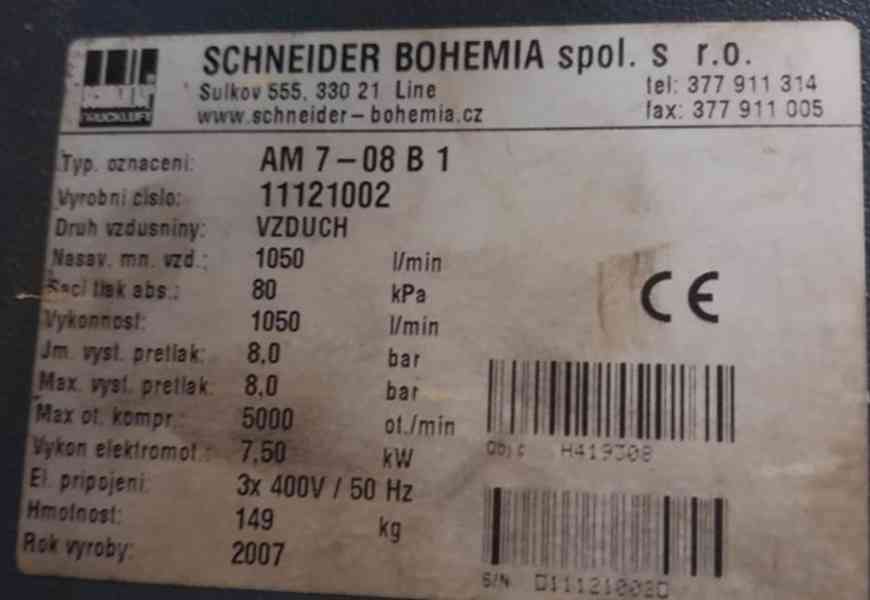 SCHNEIDER BOHEMIA spol. s r.o.
Sulkov 555, 330 21 Line tel: 377 911 314
www.schneider-bohemia.cz fax: 377 911 005
DRUCKLUFT
Typ. oznaceni: AM 7-08 B 1
Vyrobni cislo: 11121002
Druh vzdusniny: VZDUCH
Nasav. mn. vzd.: 1050 l/min
Saci tlak abs.: 80 kPa
Vykonnost: 1050 l/min
Jm. vyst. pretlak: 8,0 bar
Max. vyst. pretlak: 8,0 bar
Max ot. kompr.: 5000 ot./min
Vykon elektromot.: 7,50 kW
El. pripojeni: 3x 400V / 50 Hz
Hmotnost: 149 kg
Rok vyroby: 2007
CE
Obj c H419308
S/N D11121002D